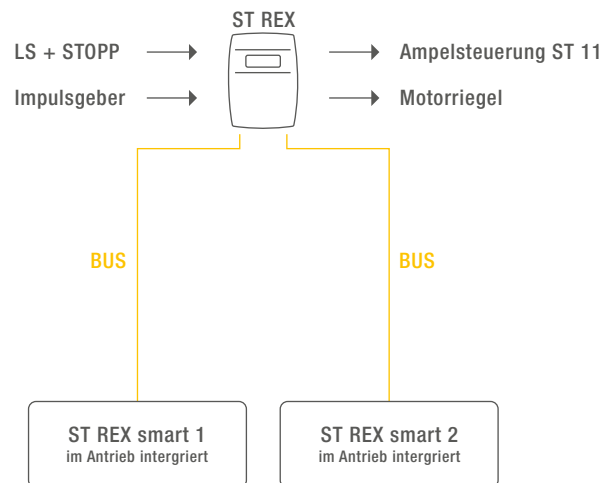 ST REX
LS + STOPP
Ampelsteuerung ST 11
Impulsgeber
Motorriegel
BUS
BUS
ST REX smart 1
im Antrieb intergriert
ST REX smart 2
im Antrieb intergriert